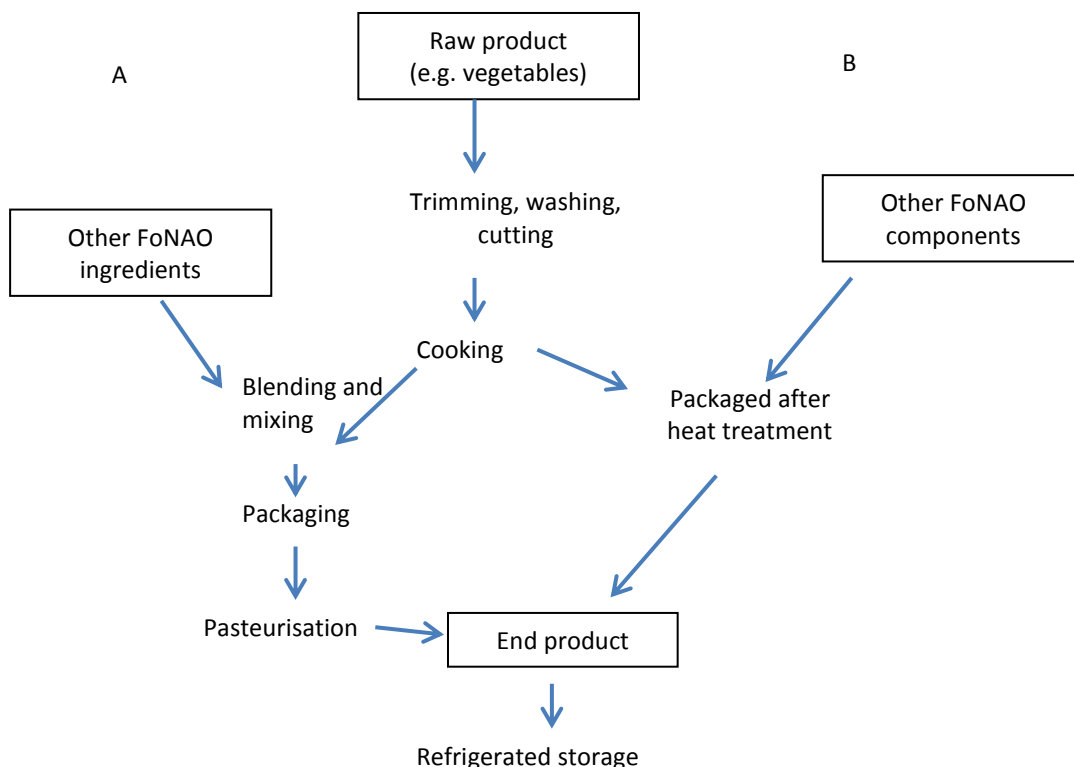 A
Raw product
(e.g. vegetables)
B
Other FoNAO
ingredients
Trimming, washing,
cutting
Other FoNAO
components
Cooking
Blending and
mixing
Packaged after
heat treatment
Packaging
Pasteurisation
End product
Refrigerated storage